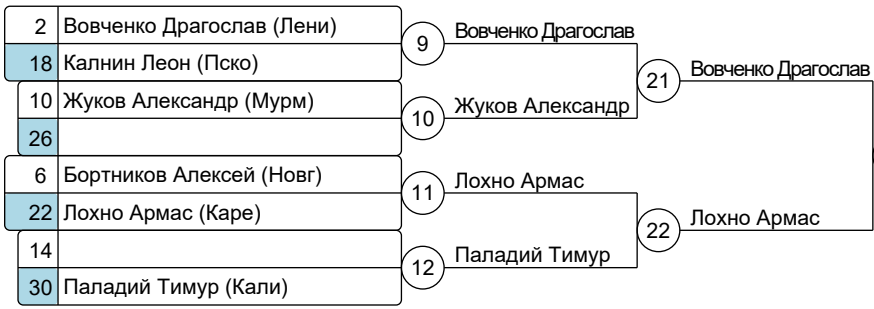 2 Вовченко Драгослав (Лени)
18 Калнин Леон (Пско)
9 Вовченко Драгослав
10 Жуков Александр (Мурм)
26
10 Жуков Александр
21 Вовченко Драгослав
6 Бортников Алексей (Новг)
22 Лохно Армас (Каре)
11 Лохно Армас
14
30 Паладий Тимур (Кали)
12 Паладий Тимур
22 Лохно Армас